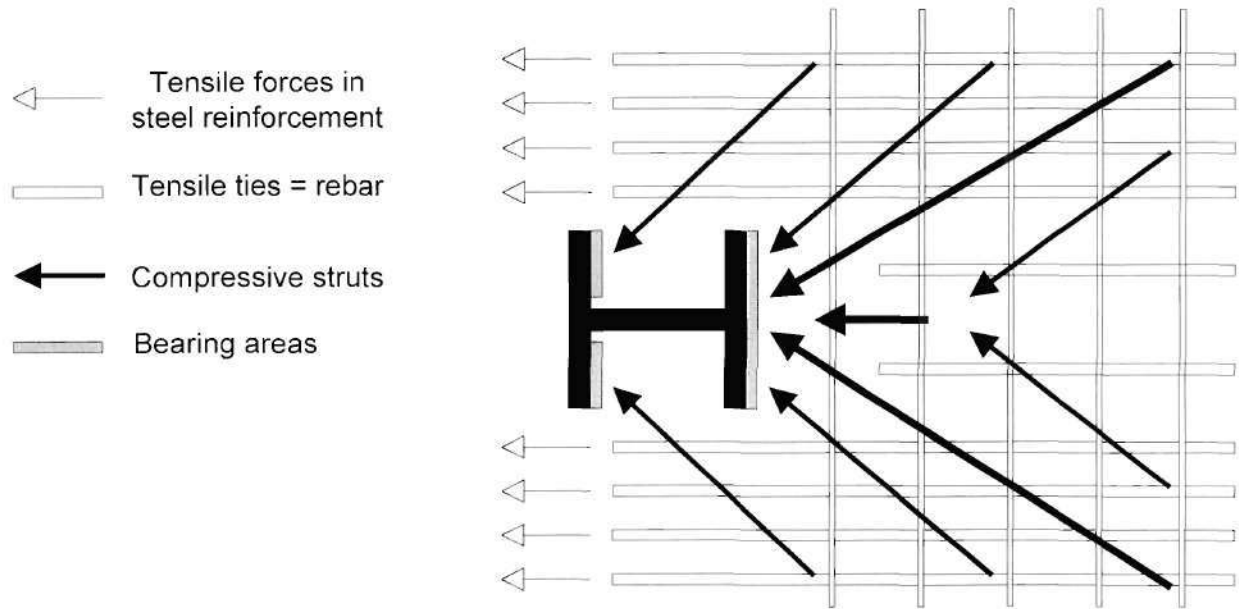 Tensile forces in
steel reinforcement
Tensile ties = rebar
Compressive struts
Bearing areas